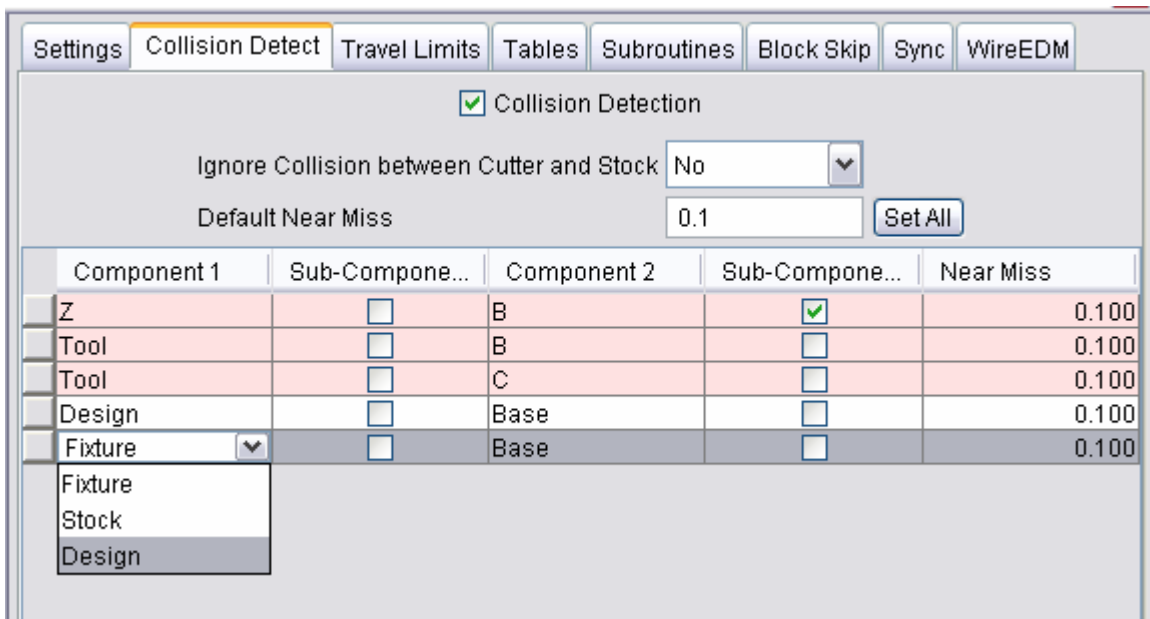 Settings Collision Detect Travel Limits Tables Subroutines Block Skip Sync WireEDM
Collision Detection
Ignore Collision between Cutter and Stock No
Default Near Miss 0.1 Set All
Component 1 Sub-Compone... Component 2 Sub-Compone... Near Miss
Z B 0.100
Tool B 0.100
Tool C 0.100
Design Base 0.100
Fixture Base 0.100
Fixture
Stock
Design